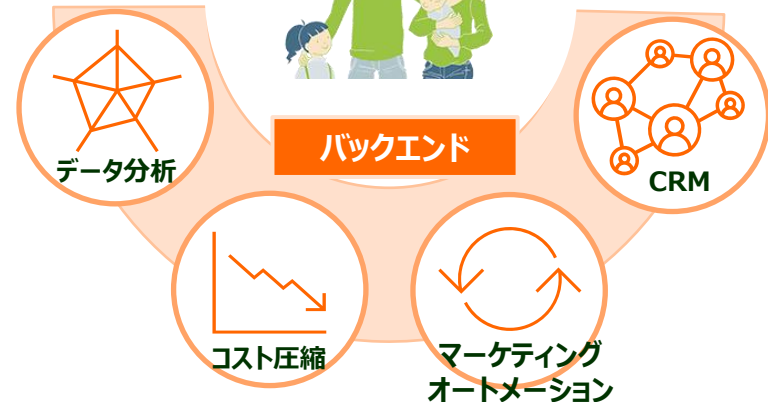 バックエンド
データ分析
CRM
コスト圧縮
マーケティング
オートメーション